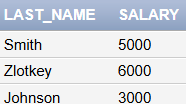 LAST_NAME SALARY
Smith 5000
Zlotkey 6000
Johnson 3000